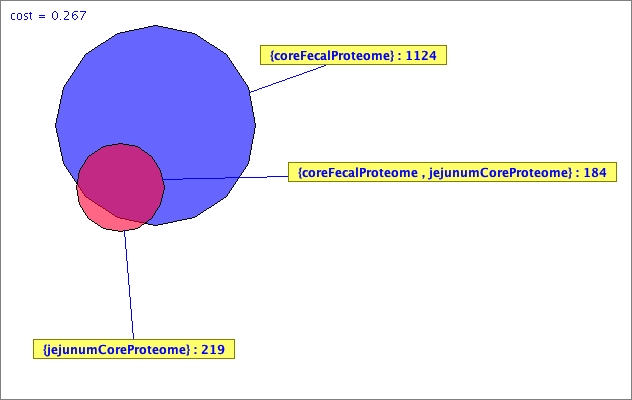 cost = 0.267
{coreFecalProteome} : 1124
{coreFecalProteome , jejunumCoreProteome} : 184
{jejunumCoreProteome} : 219